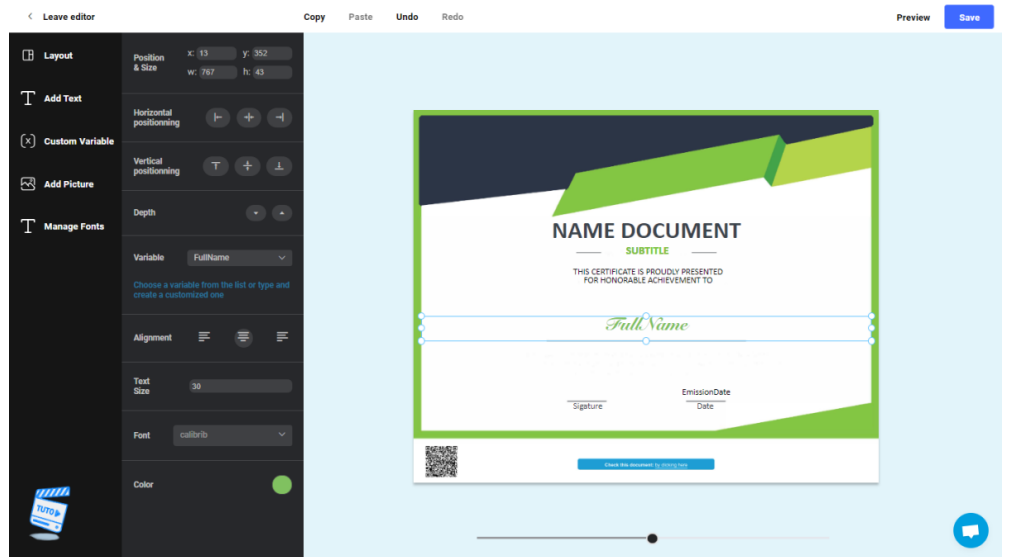 Leave editor
Copy
Paste
Undo
Redo
Preview
Save
Layout
Add Text
Custom Variable
Add Picture
Manage Fonts
TUTO
Position
& Size
x: 13
y: 352
w: 767
h: 43
Horizontal
positionning
Vertical
positionning
Depth
Variable
FullName
Choose a variable from the list or type and
create a customized one
Alignment
Text
Size
30
Font
calibrib
Color
NAME DOCUMENT
SUBTITLE
THIS CERTIFICATE IS PROUDLY PRESENTED
FOR HONORABLE ACHIEVEMENT TO
FullName
EmissionDate
Sigature
Date
Check this document by clicking here